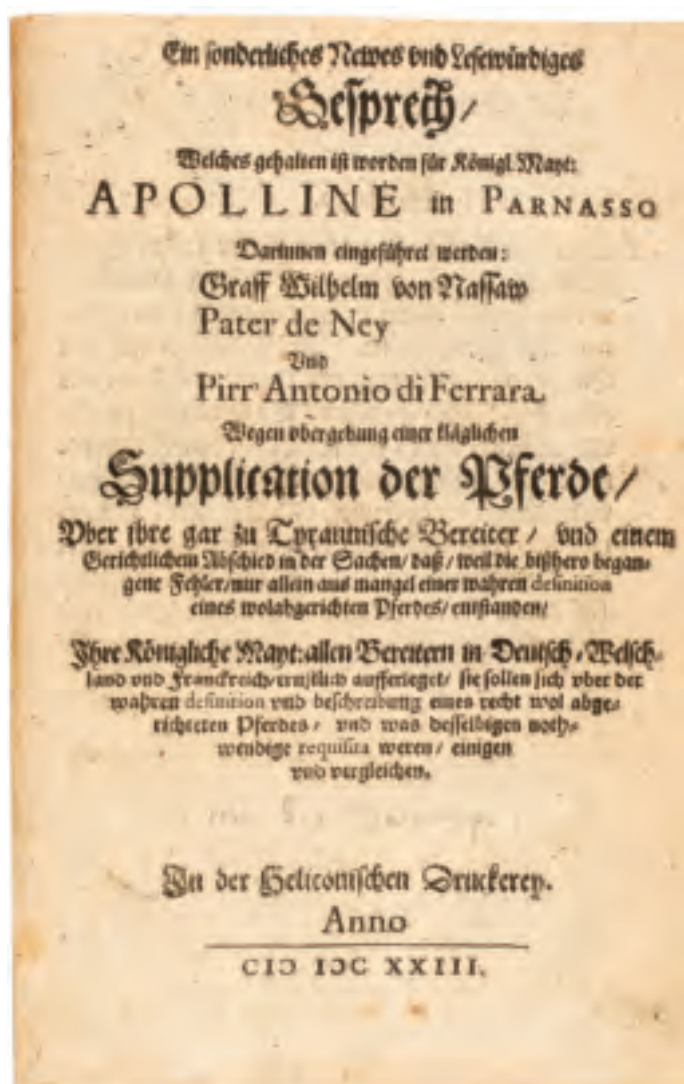 Ein sonderliches Newes vnd Lesewürdiges
Gesprech/
Welches gehalten ist worden für Königl. Mayt:
APOLLINE in PARNASSO
Darinnen eingeführet werden:
Graff Wilhelm von Nassaw
Pater de Ney
Vnd
Pirr' Antonio di Ferrara.
Wegen vbergebung einer kläglichen
Supplication der Pferde/
Vber ihre gar zu Tyrannische Bereiter/ vnd einem
Gerichtlichem Abschied in der Sachen/ daß/ weil die bißhero began-
gene Fehler/ nur allein aus mangel einer wahren definition
eines wolabgerichten Pferdes/ entstanden/
Ihre Königliche Mayt: allen Bereitern in Deutsch-/ Welsch-
land vnd Franckreich/ ernstlich aufferleget/ sie sollen sich vber der
wahren definition vnd beschreibung eines recht wol abge-
richteten Pferdes/ vnd was desselbigen noth-
wendige requisita weren/ einigen
vnd vergleichen.
In der Heliconischen Druckerey.
Anno
CIƆ IƆC XXIII.